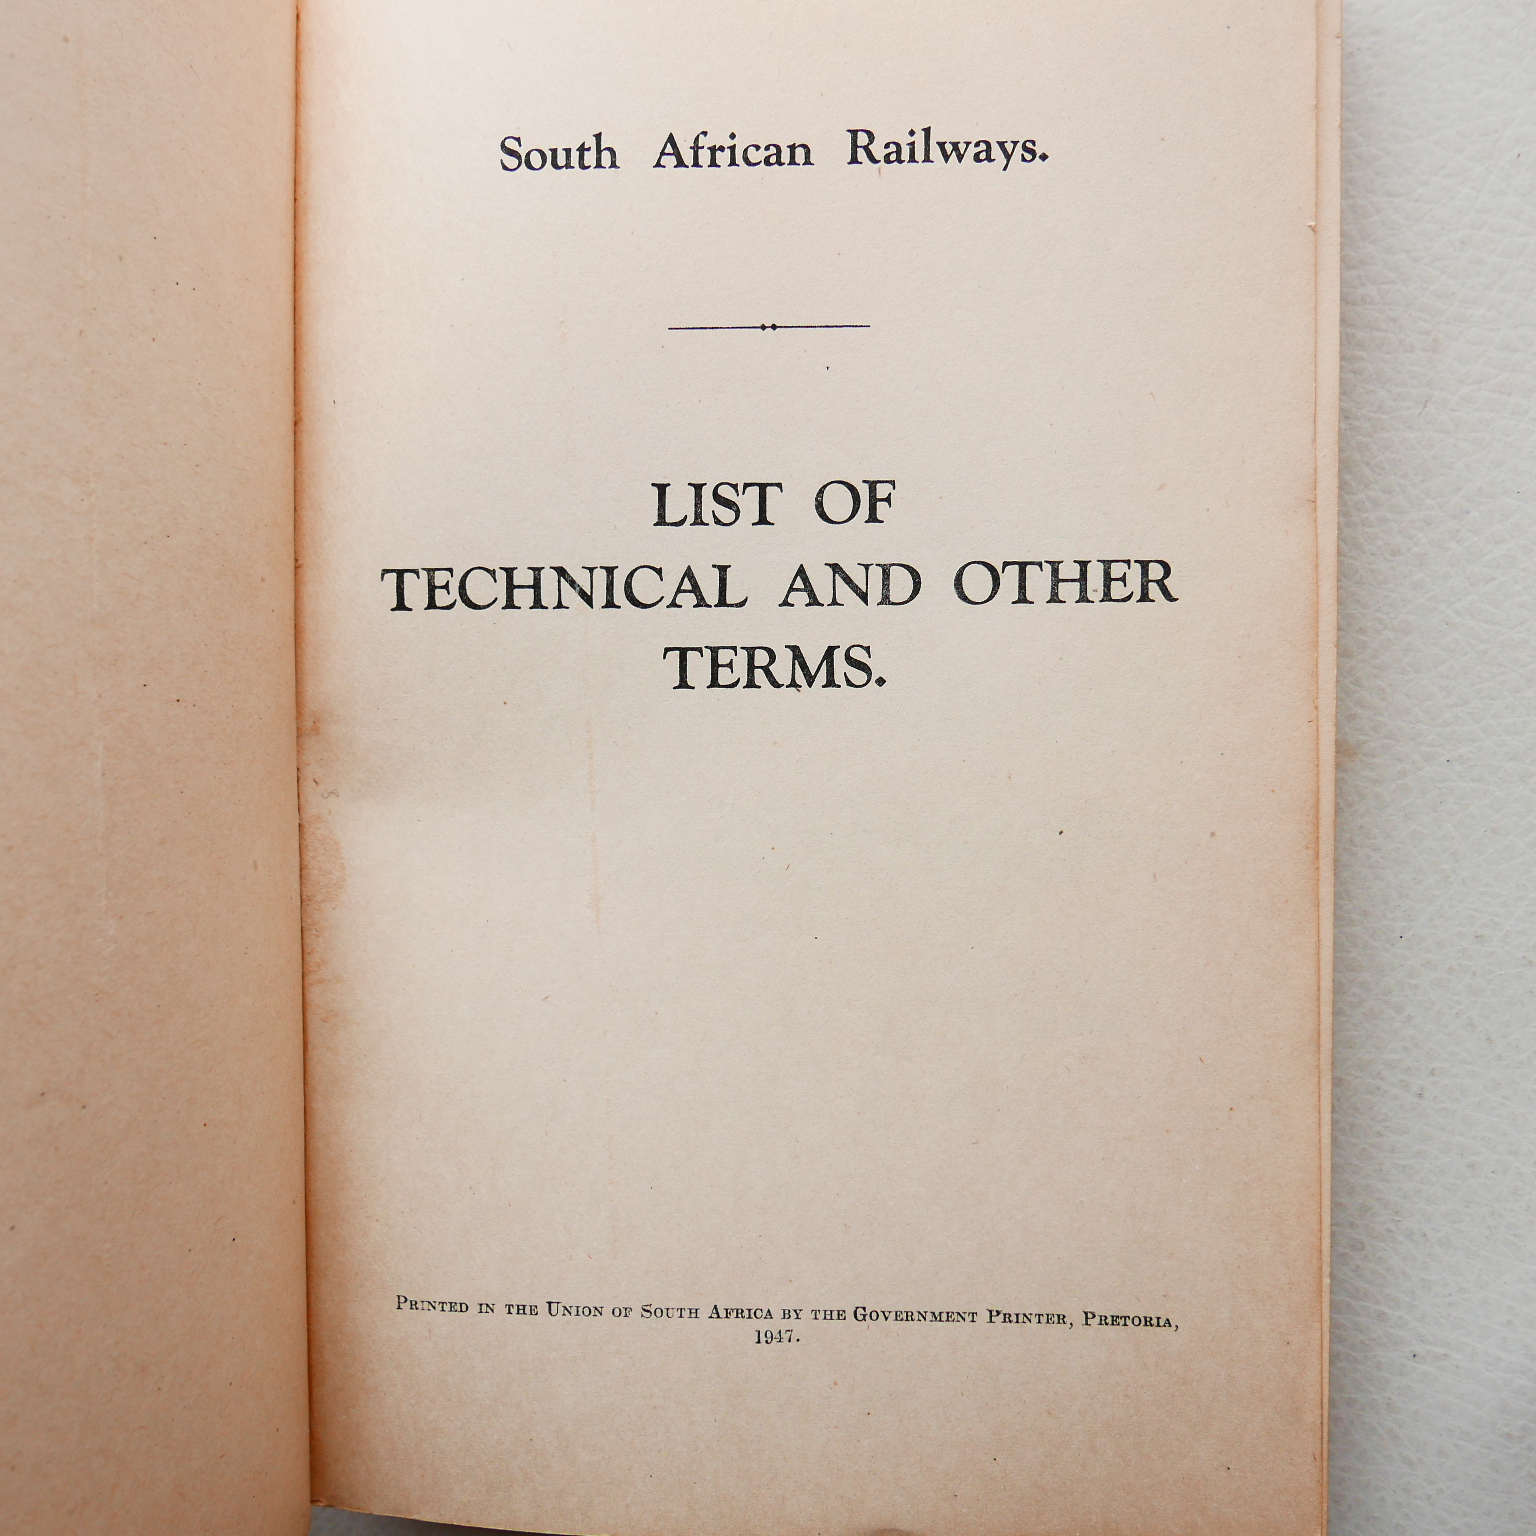 South African Railways.
LIST OF
TECHNICAL AND OTHER
TERMS.
Printed in the Union of South Africa by the Government Printer, Pretoria,
1947.